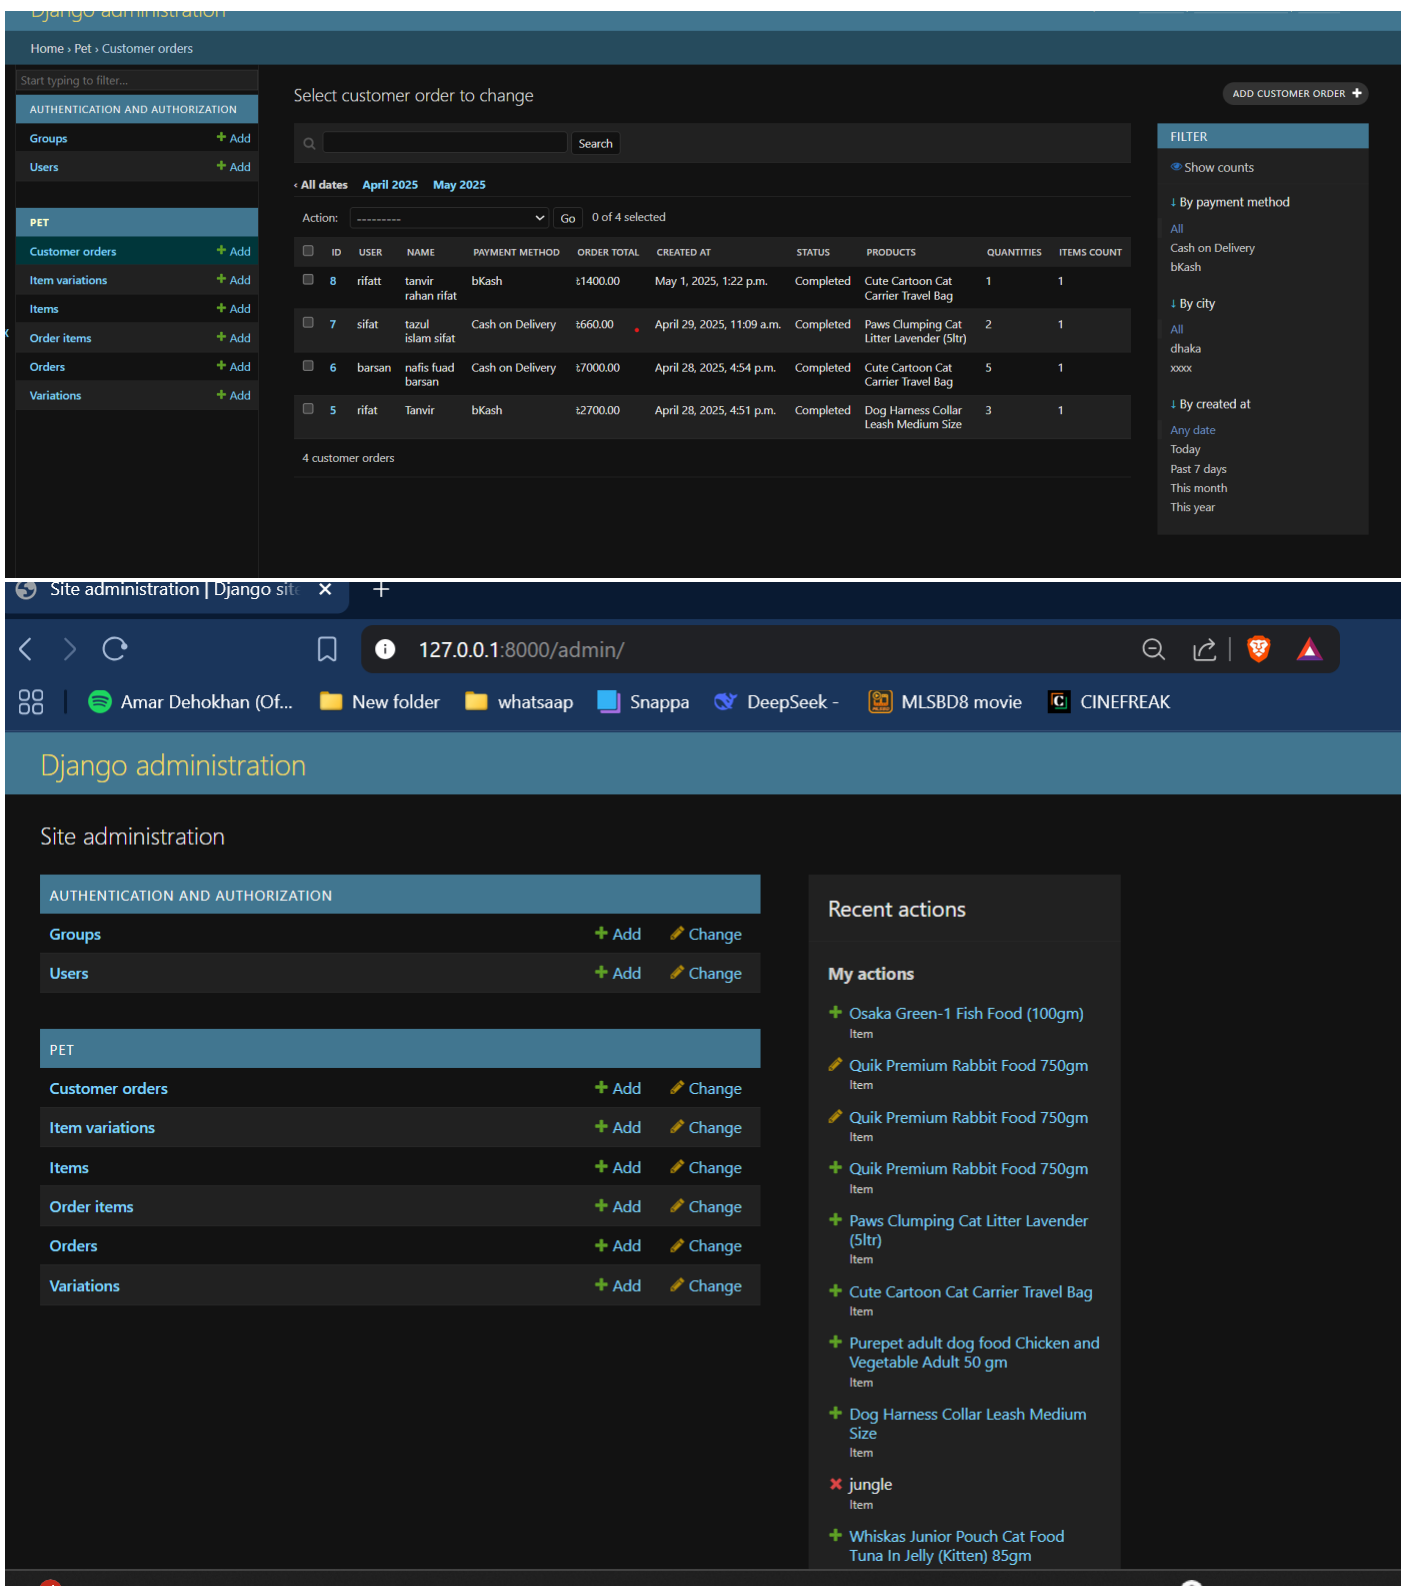 Django administration
Home › Pet › Customer orders
Start typing to filter...
AUTHENTICATION AND AUTHORIZATION
Groups + Add
Users + Add
PET
Customer orders + Add
Item variations + Add
Items + Add
Order items + Add
Orders + Add
Variations + Add
Select customer order to change
ADD CUSTOMER ORDER +
Search
‹ All dates April 2025 May 2025
Action: --------- Go 0 of 4 selected
ID USER NAME PAYMENT METHOD ORDER TOTAL CREATED AT STATUS PRODUCTS QUANTITIES ITEMS COUNT
8 rifatt tanvir rahan rifat bKash ৳1400.00 May 1, 2025, 1:22 p.m. Completed Cute Cartoon Cat Carrier Travel Bag 1 1
7 sifat tazul islam sifat Cash on Delivery ৳660.00 April 29, 2025, 11:09 a.m. Completed Paws Clumping Cat Litter Lavender (5ltr) 2 1
6 barsan nafis fuad barsan Cash on Delivery ৳7000.00 April 28, 2025, 4:54 p.m. Completed Cute Cartoon Cat Carrier Travel Bag 5 1
5 rifat Tanvir bKash ৳2700.00 April 28, 2025, 4:51 p.m. Completed Dog Harness Collar Leash Medium Size 3 1
4 customer orders
FILTER
Show counts
↓ By payment method
All
Cash on Delivery
bKash
↓ By city
All
dhaka
xxxx
↓ By created at
Any date
Today
Past 7 days
This month
This year
Site administration | Django site
127.0.0.1:8000/admin/
Amar Dehokhan (Of... New folder whatsaap Snappa DeepSeek - MLSBD8 movie CINEFREAK
Django administration
Site administration
AUTHENTICATION AND AUTHORIZATION
Groups + Add Change
Users + Add Change
PET
Customer orders + Add Change
Item variations + Add Change
Items + Add Change
Order items + Add Change
Orders + Add Change
Variations + Add Change
Recent actions
My actions
Osaka Green-1 Fish Food (100gm)
Item
Quik Premium Rabbit Food 750gm
Item
Quik Premium Rabbit Food 750gm
Item
Quik Premium Rabbit Food 750gm
Item
Paws Clumping Cat Litter Lavender
(5ltr)
Item
Cute Cartoon Cat Carrier Travel Bag
Item
Purepet adult dog food Chicken and
Vegetable Adult 50 gm
Item
Dog Harness Collar Leash Medium
Size
Item
jungle
Item
Whiskas Junior Pouch Cat Food
Tuna In Jelly (Kitten) 85gm